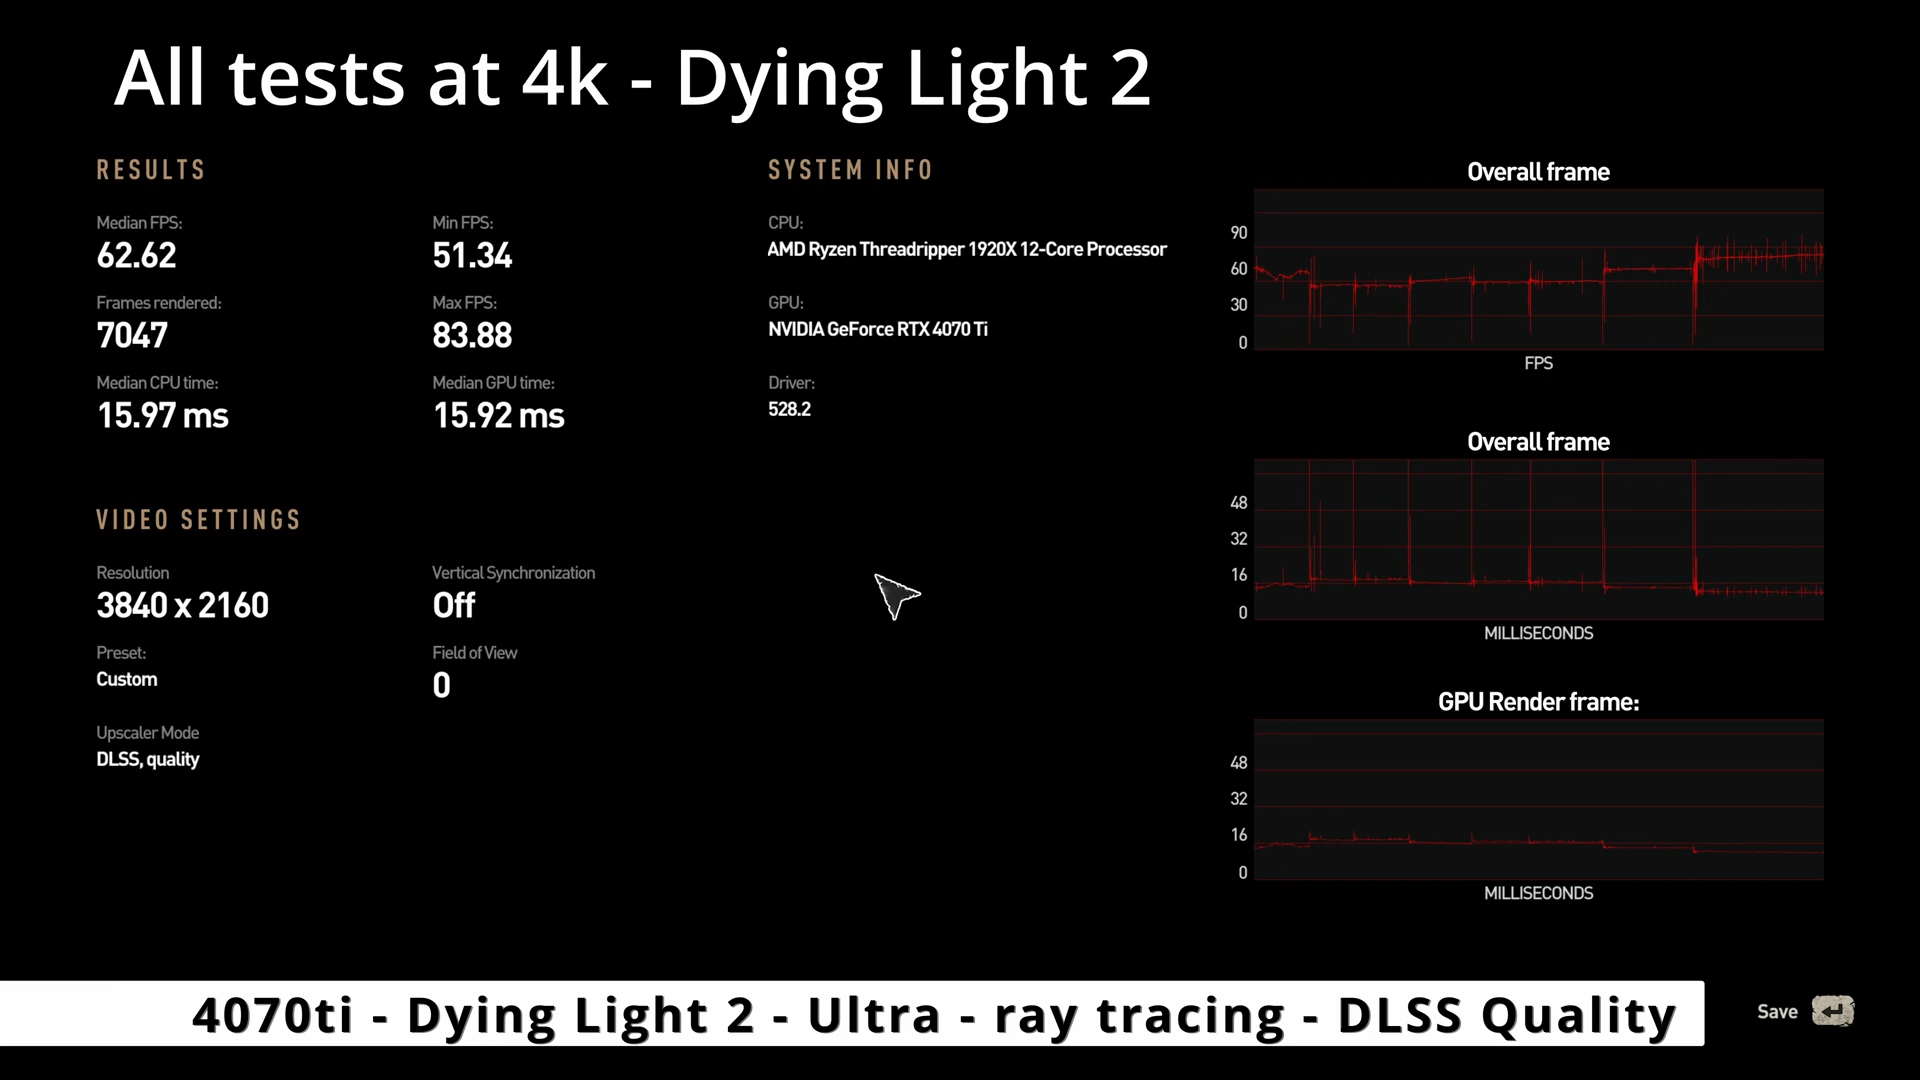 All tests at 4k - Dying Light 2
RESULTS
Median FPS:
62.62
Min FPS:
51.34
Frames rendered:
7047
Max FPS:
83.88
Median CPU time:
15.97 ms
Median GPU time:
15.92 ms
VIDEO SETTINGS
Resolution
3840 x 2160
Vertical Synchronization
Off
Preset:
Custom
Field of View
0
Upscaler Mode
DLSS, quality
SYSTEM INFO
CPU:
AMD Ryzen Threadripper 1920X 12-Core Processor
GPU:
NVIDIA GeForce RTX 4070 Ti
Driver:
528.2
Overall frame
90
60
30
0
FPS
Overall frame
48
32
16
0
MILLISECONDS
GPU Render frame:
48
32
16
0
MILLISECONDS
4070ti - Dying Light 2 - Ultra - ray tracing - DLSS Quality
Save